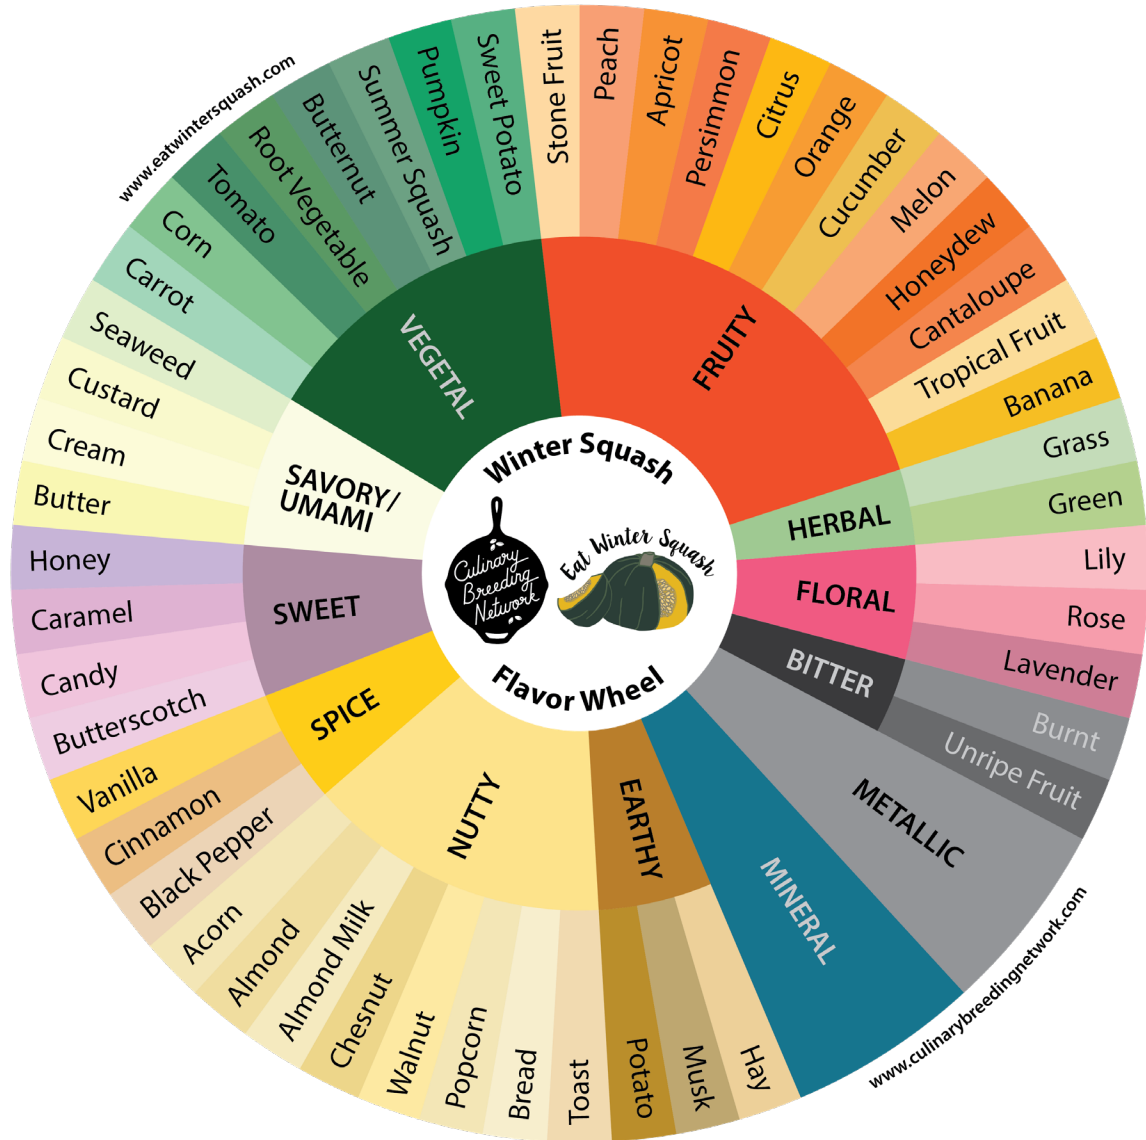 www.eatwintersquash.com
Winter Squash
Flavor Wheel
Culinary
Breeding
Network
Eat Winter Squash
FRUITY
Stone Fruit
Peach
Apricot
Persimmon
Citrus
Orange
Cucumber
Melon
Honeydew
Cantaloupe
Tropical Fruit
Banana
HERBAL
Grass
Green
FLORAL
Lily
Rose
Lavender
BITTER
Burnt
Unripe Fruit
METALLIC
MINERAL
EARTHY
Hay
Musk
Potato
NUTTY
Toast
Bread
Popcorn
Walnut
Chesnut
Almond Milk
Almond
Acorn
SPICE
Black Pepper
Cinnamon
Vanilla
SWEET
Butterscotch
Candy
Caramel
Honey
SAVORY/
UMAMI
Butter
Cream
Custard
Seaweed
VEGETAL
Carrot
Corn
Tomato
Root Vegetable
Butternut
Summer Squash
Pumpkin
Sweet Potato
www.culinarybreedingnetwork.com